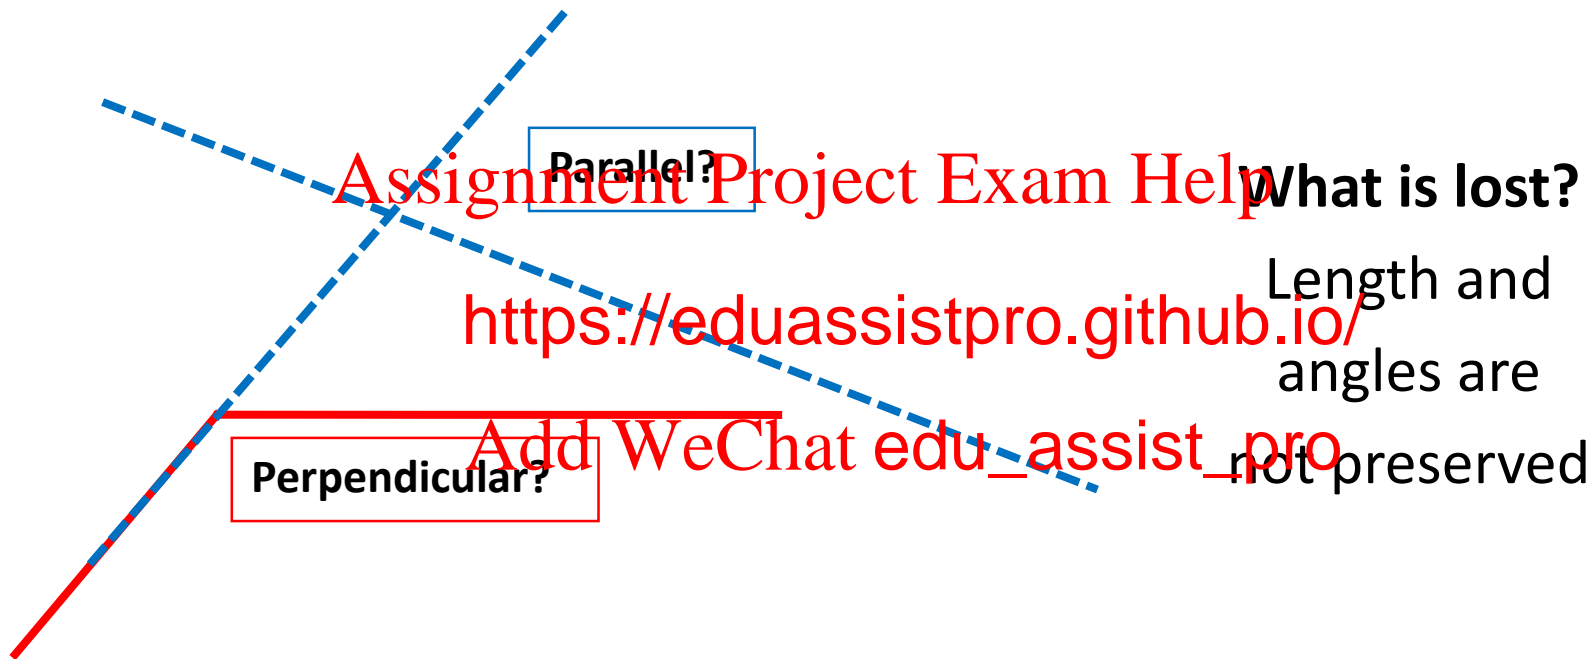 Parallel?
Assignment Project Exam Help
What is lost?
Length and
https://eduassistpro.github.io/
angles are
Add WeChat edu_assist_pro
not preserved
Perpendicular?